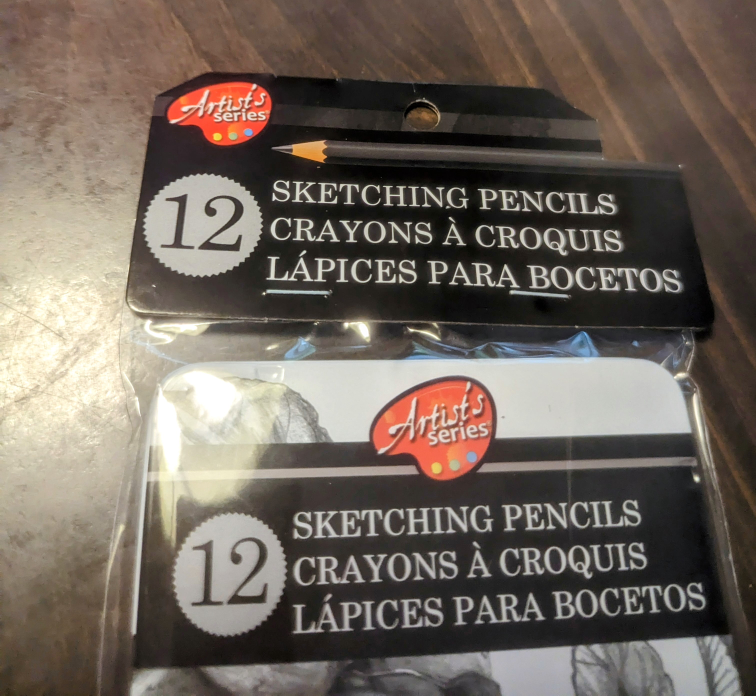 Artist's
series
12
SKETCHING PENCILS
CRAYONS À CROQUIS
LÁPICES PARA BOCETOS
Artist's
series
12
SKETCHING PENCILS
CRAYONS À CROQUIS
LÁPICES PARA BOCETOS